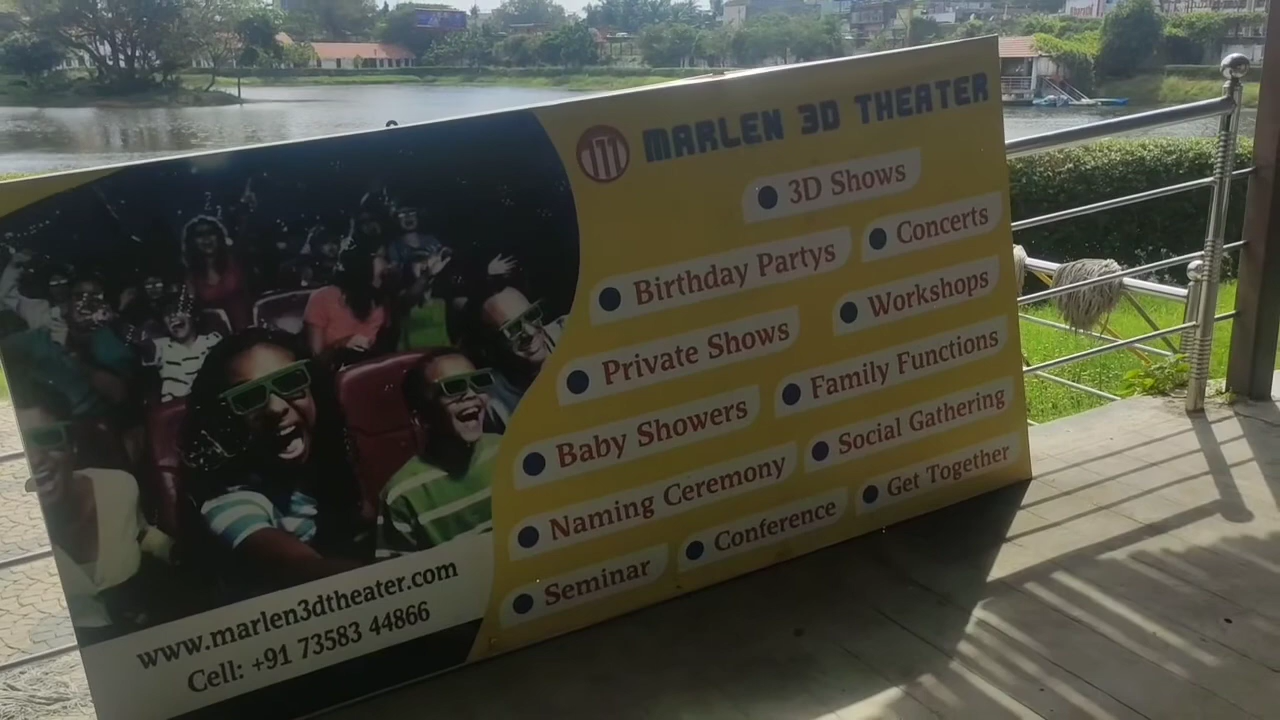 MARLEN 3D THEATER
3D Shows
Concerts
Birthday Partys
Workshops
Private Shows
Family Functions
Baby Showers
Social Gathering
Naming Ceremony
Get Together
Conference
Seminar
www.marlen3dtheater.com
Cell: +91 73583 44866